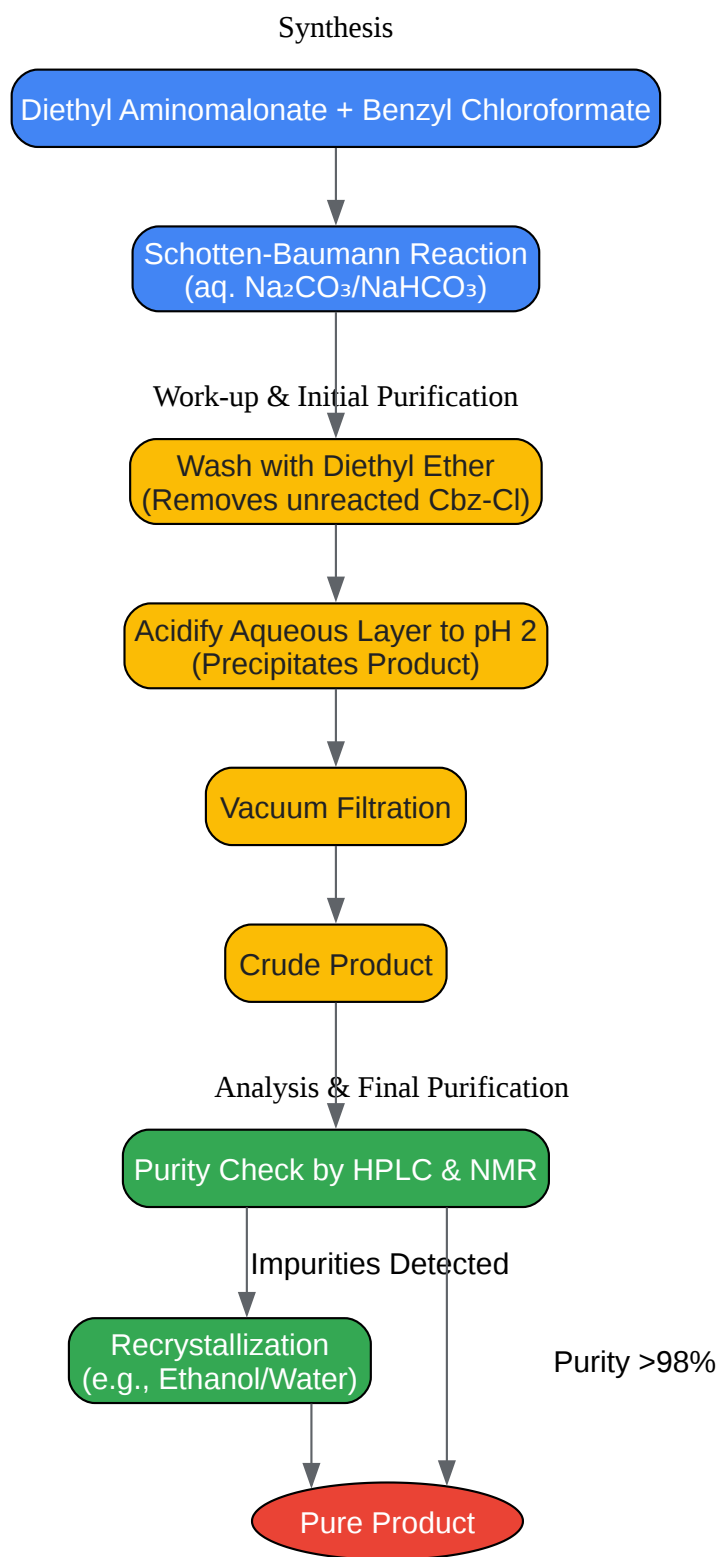 Synthesis
Diethyl Aminomalonate + Benzyl Chloroformate
Schotten-Baumann Reaction
(aq. Na₂CO₃/NaHCO₃)
Work-up & Initial Purification
Wash with Diethyl Ether
(Removes unreacted Cbz-Cl)
Acidify Aqueous Layer to pH 2
(Precipitates Product)
Vacuum Filtration
Crude Product
Analysis & Final Purification
Purity Check by HPLC & NMR
Impurities Detected
Recrystallization
(e.g., Ethanol/Water)
Purity >98%
Pure Product